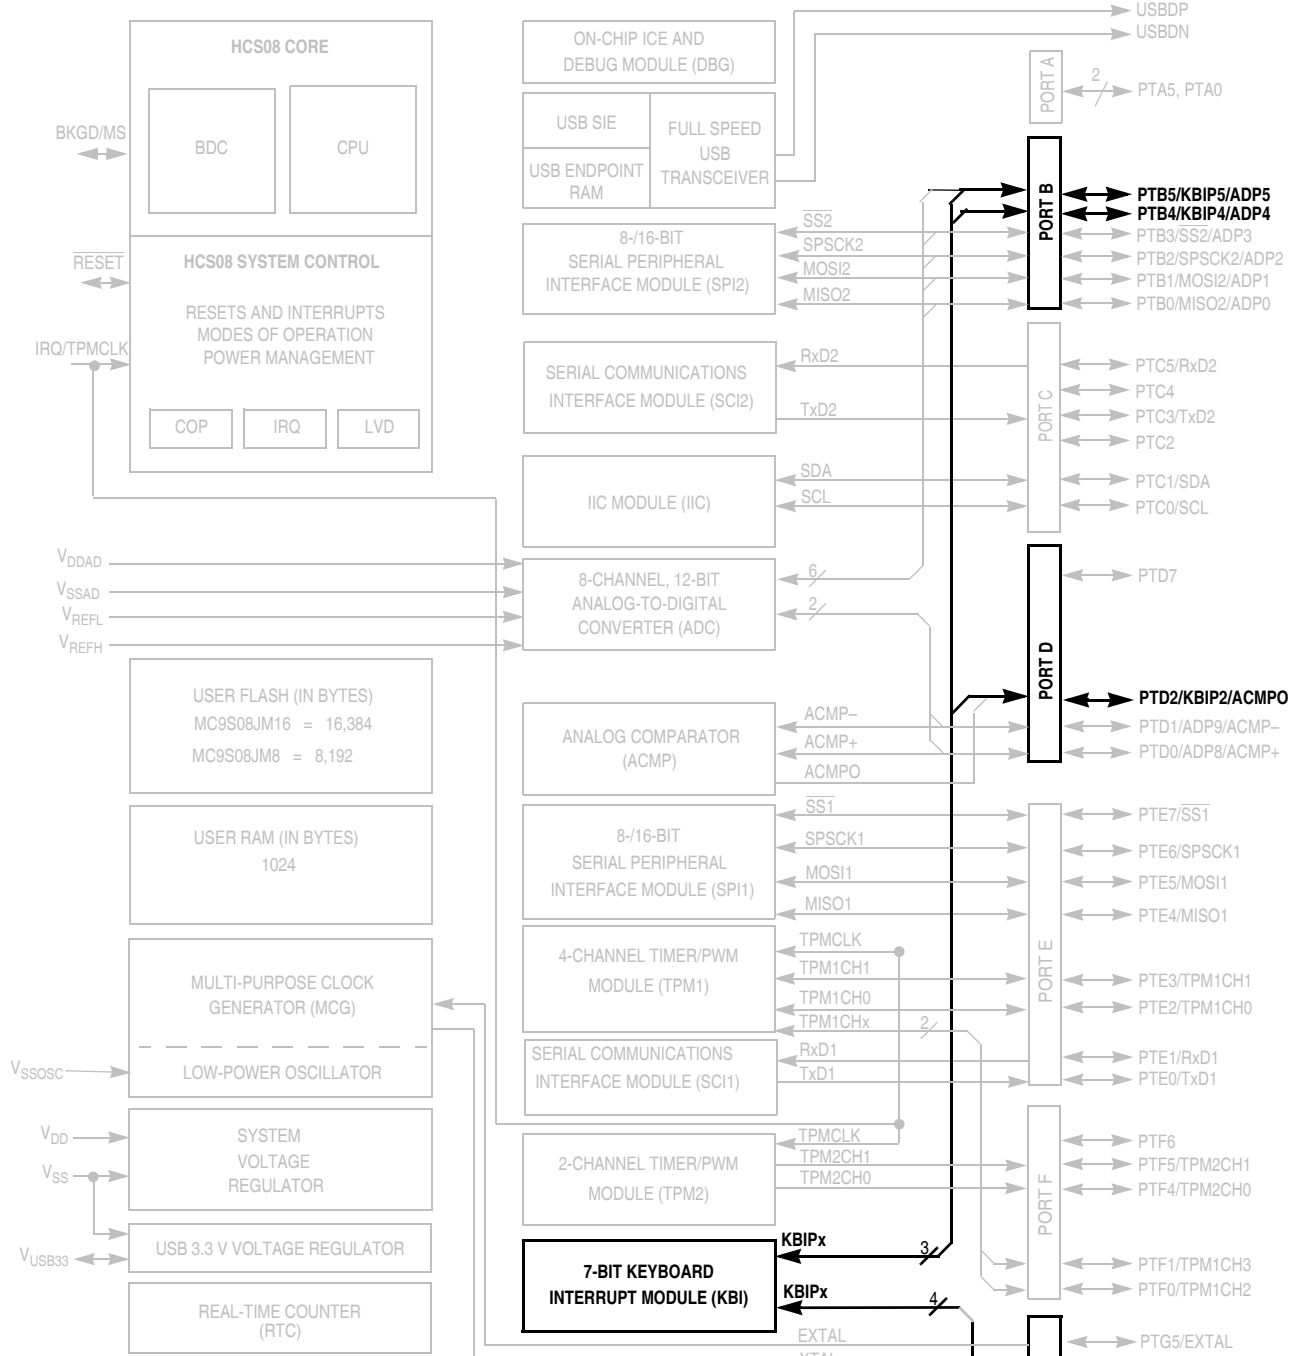 HCS08 CORE
BDC
CPU
BKGD/MS
HCS08 SYSTEM CONTROL
RESET
RESETS AND INTERRUPTS
MODES OF OPERATION
POWER MANAGEMENT
IRQ/TPMCLK
COP
IRQ
LVD
VDDAD
VSSAD
VREFL
VREFH
USER FLASH (IN BYTES)
MC9S08JM16 = 16,384
MC9S08JM8 = 8,192
USER RAM (IN BYTES)
1024
MULTI-PURPOSE CLOCK
GENERATOR (MCG)
LOW-POWER OSCILLATOR
VSSOSC
VDD
VSS
SYSTEM
VOLTAGE
REGULATOR
USB 3.3 V VOLTAGE REGULATOR
VUSB33
REAL-TIME COUNTER
(RTC)
ON-CHIP ICE AND
DEBUG MODULE (DBG)
USB SIE
USB ENDPOINT
RAM
FULL SPEED
USB
TRANSCEIVER
8-/16-BIT
SERIAL PERIPHERAL
INTERFACE MODULE (SPI2)
SS2
SPSCK2
MOSI2
MISO2
SERIAL COMMUNICATIONS
INTERFACE MODULE (SCI2)
RxD2
TxD2
IIC MODULE (IIC)
SDA
SCL
8-CHANNEL, 12-BIT
ANALOG-TO-DIGITAL
CONVERTER (ADC)
6
2
ANALOG COMPARATOR
(ACMP)
ACMP–
ACMP+
ACMPO
8-/16-BIT
SERIAL PERIPHERAL
INTERFACE MODULE (SPI1)
SS1
SPSCK1
MOSI1
MISO1
4-CHANNEL TIMER/PWM
MODULE (TPM1)
TPMCLK
TPM1CH1
TPM1CH0
TPM1CHx
2
SERIAL COMMUNICATIONS
INTERFACE MODULE (SCI1)
RxD1
TxD1
2-CHANNEL TIMER/PWM
MODULE (TPM2)
TPMCLK
TPM2CH1
TPM2CH0
7-BIT KEYBOARD
INTERRUPT MODULE (KBI)
KBIPx
3
KBIPx
4
EXTAL
XTAL
USBDP
USBDN
PORT A
2
PTA5, PTA0
PORT B
PTB5/KBIP5/ADP5
PTB4/KBIP4/ADP4
PTB3/SS2/ADP3
PTB2/SPSCK2/ADP2
PTB1/MOSI2/ADP1
PTB0/MISO2/ADP0
PORT C
PTC5/RxD2
PTC4
PTC3/TxD2
PTC2
PTC1/SDA
PTC0/SCL
PORT D
PTD7
PTD2/KBIP2/ACMPO
PTD1/ADP9/ACMP–
PTD0/ADP8/ACMP+
PORT E
PTE7/SS1
PTE6/SPSCK1
PTE5/MOSI1
PTE4/MISO1
PTE3/TPM1CH1
PTE2/TPM1CH0
PTE1/RxD1
PTE0/TxD1
PORT F
PTF6
PTF5/TPM2CH1
PTF4/TPM2CH0
PTF1/TPM1CH3
PTF0/TPM1CH2
PTG5/EXTAL